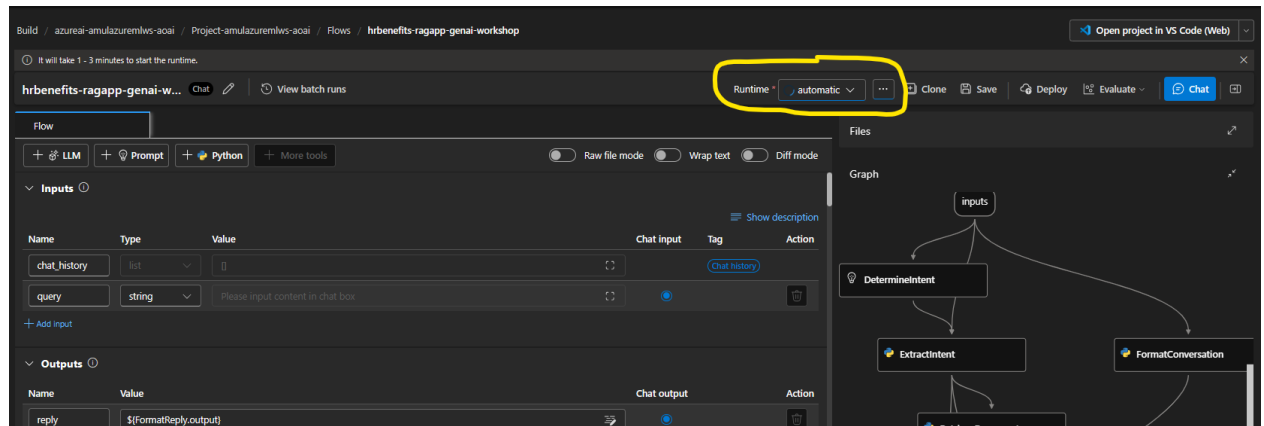 Build / azureai-amulazuremlws-aoai / Project-amulazuremlws-aoai / Flows / hrbenefits-ragapp-genai-workshop
Open project in VS Code (Web)
It will take 1 - 3 minutes to start the runtime.
hrbenefits-ragapp-genai-w... Chat View batch runs Runtime * automatic ... Clone Save Deploy Evaluate Chat
Flow
Files
+ LLM + Prompt + Python + More tools Raw file mode Wrap text Diff mode
Graph
Inputs
inputs
Show description
Name Type Value Chat input Tag Action
chat_history list [] Chat history
DetermineIntent
query string Please input content in chat box
+ Add input
ExtractIntent FormatConversation
Outputs
Name Value Chat output Action
reply ${FormatReply.output}